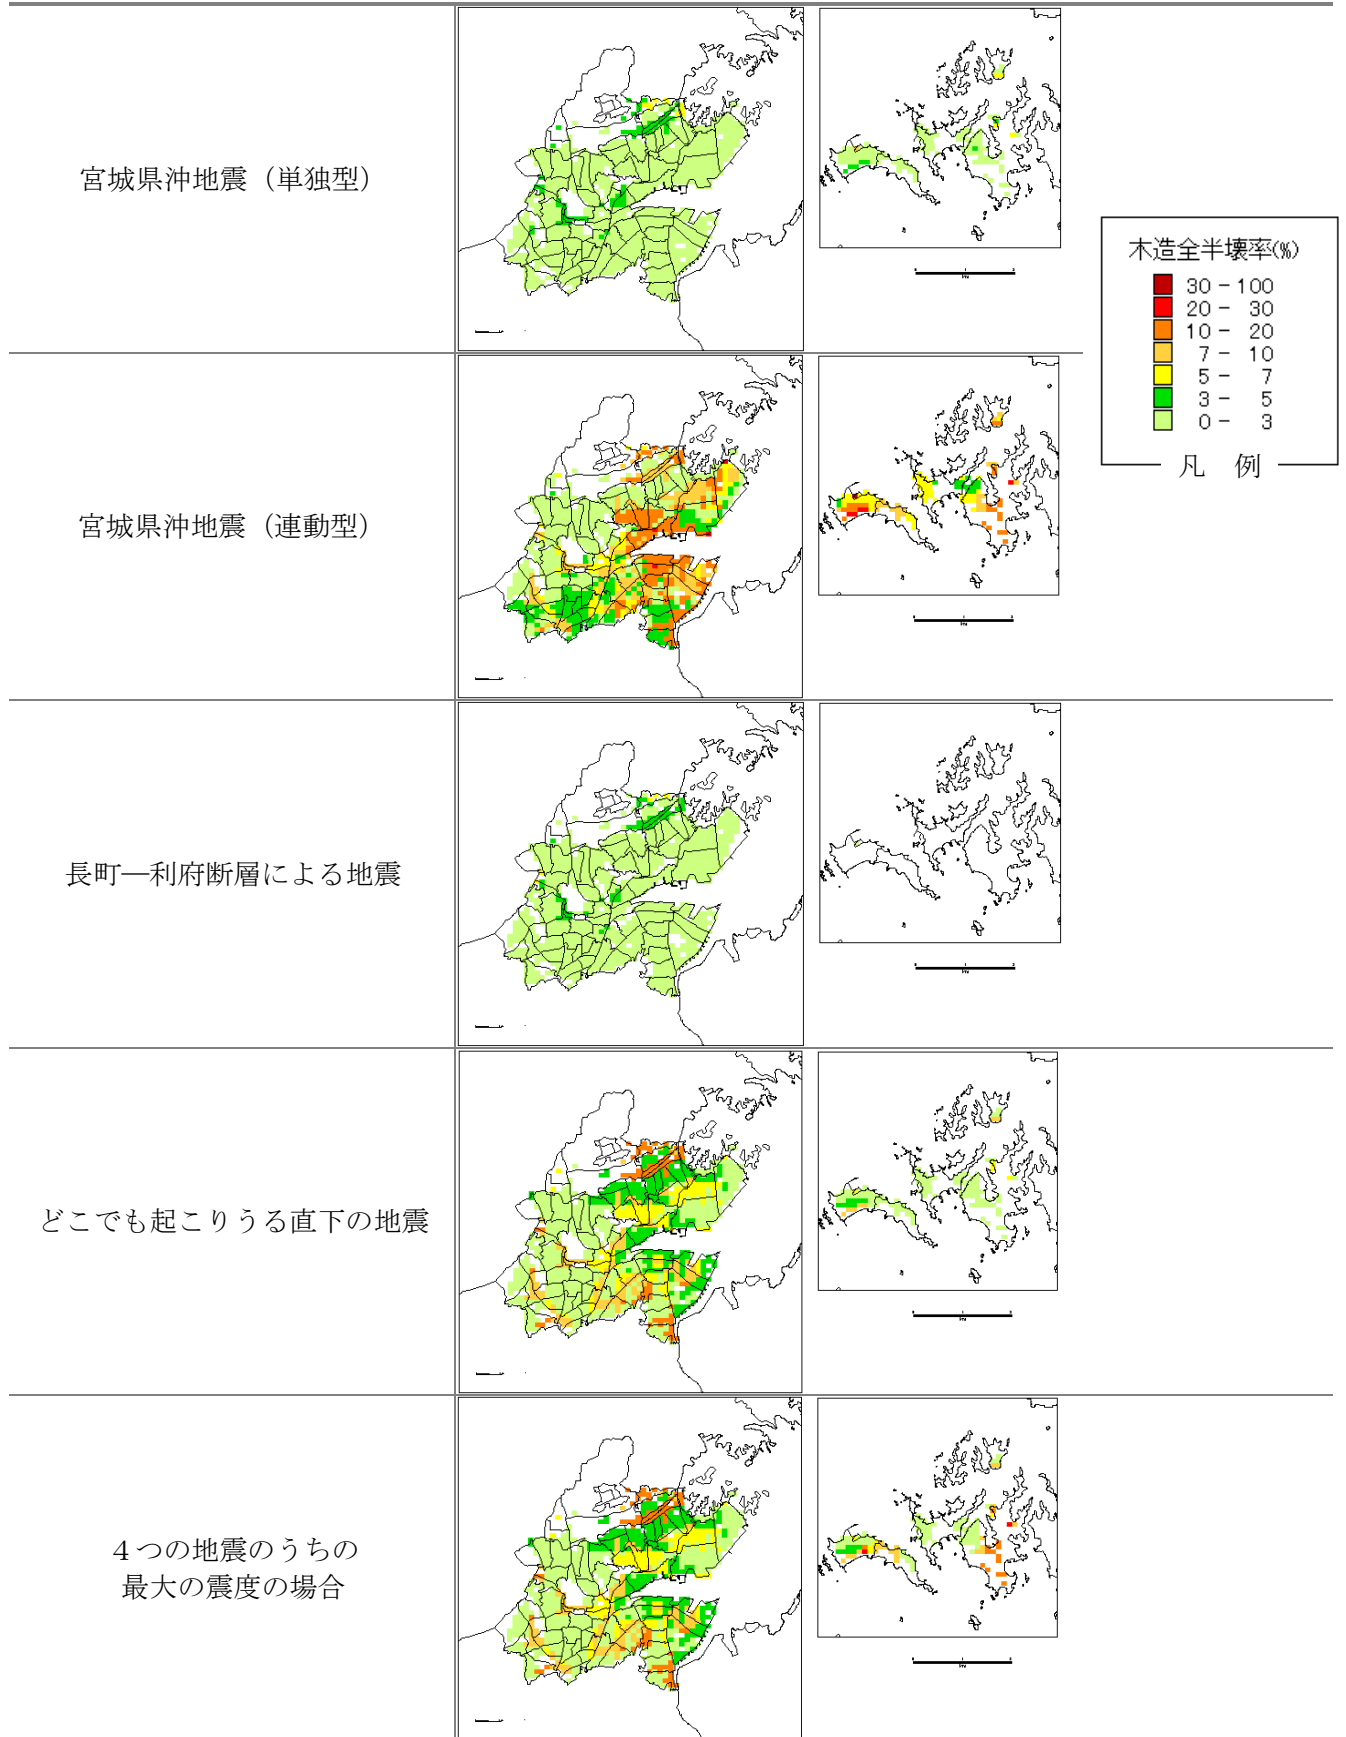 宮城県沖地震（単独型）
木造全半壊率(%)
30 - 100
20 - 30
10 - 20
7 - 10
5 - 7
3 - 5
0 - 3
凡 例
宮城県沖地震（連動型）
長町―利府断層による地震
どこでも起こりうる直下の地震
４つの地震のうちの
最大の震度の場合